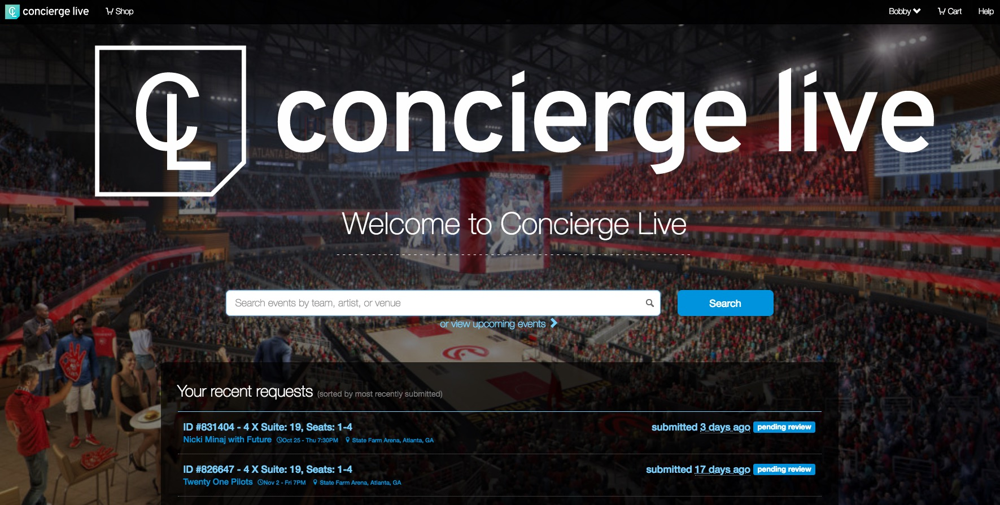 concierge live
Shop
Bobby
Cart
Help
CL concierge live
ATLANTA BASKETBALL
ARENA SPONSOR
Welcome to Concierge Live
Search events by team, artist, or venue
Search
or view upcoming events
Your recent requests (sorted by most recently submitted)
ID #831404 - 4 X Suite: 19, Seats: 1-4
submitted 3 days ago pending review
Nicki Minaj with Future Oct 25 - Thu 7:30PM State Farm Arena, Atlanta, GA
ID #826647 - 4 X Suite: 19, Seats: 1-4
submitted 17 days ago pending review
Twenty One Pilots Nov 2 - Fri 7PM State Farm Arena, Atlanta, GA